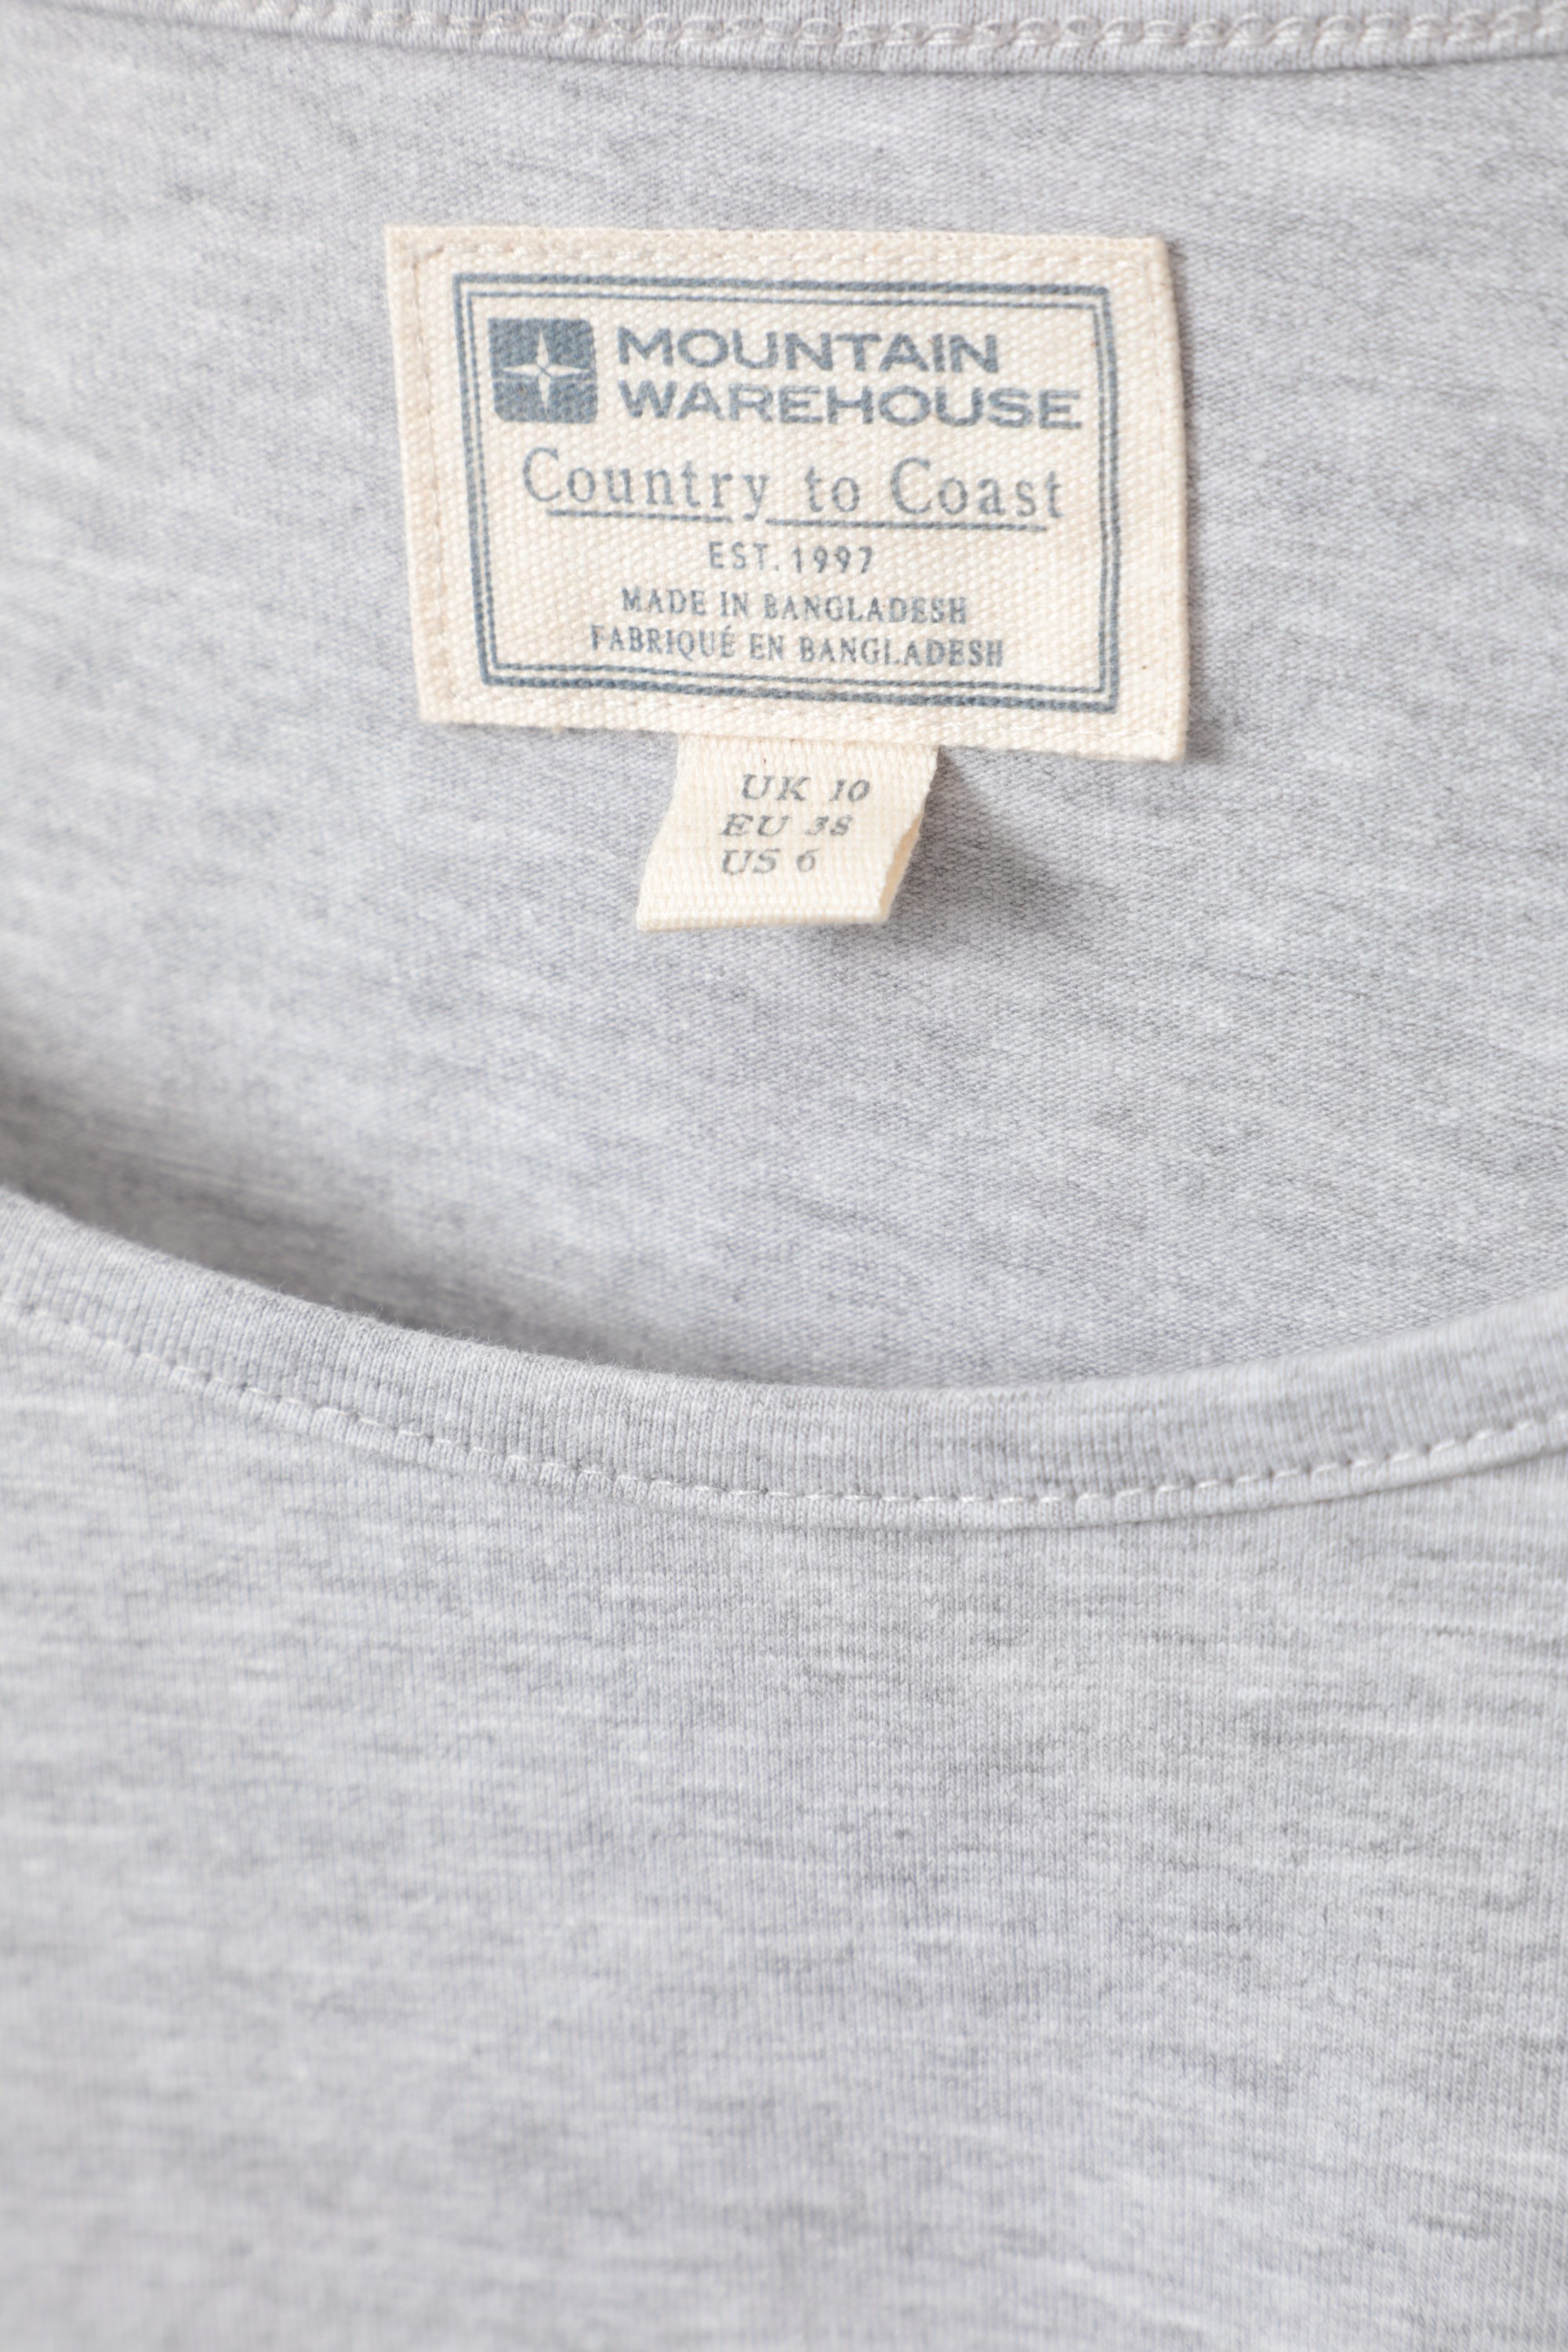 MOUNTAIN
WAREHOUSE
Country to Coast
EST. 1997
MADE IN BANGLADESH
FABRIQUÉ EN BANGLADESH
UK 10
EU 38
US 6